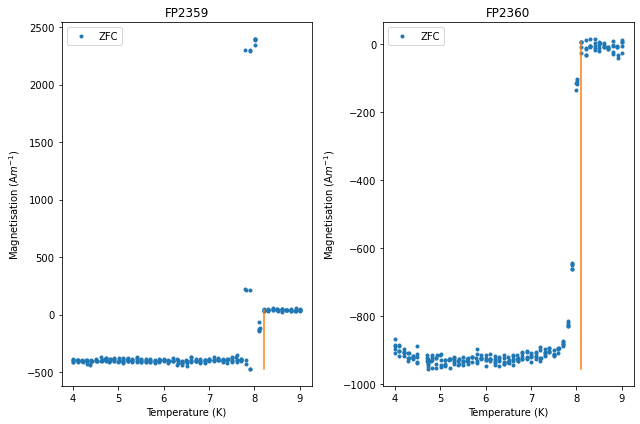 FP2359
ZFC
2500
2000
1500
1000
500
0
−500
Magnetisation (Am⁻¹)
4 5 6 7 8 9
Temperature (K)
FP2360
ZFC
0
−200
−400
−600
−800
−1000
Magnetisation (Am⁻¹)
4 5 6 7 8 9
Temperature (K)